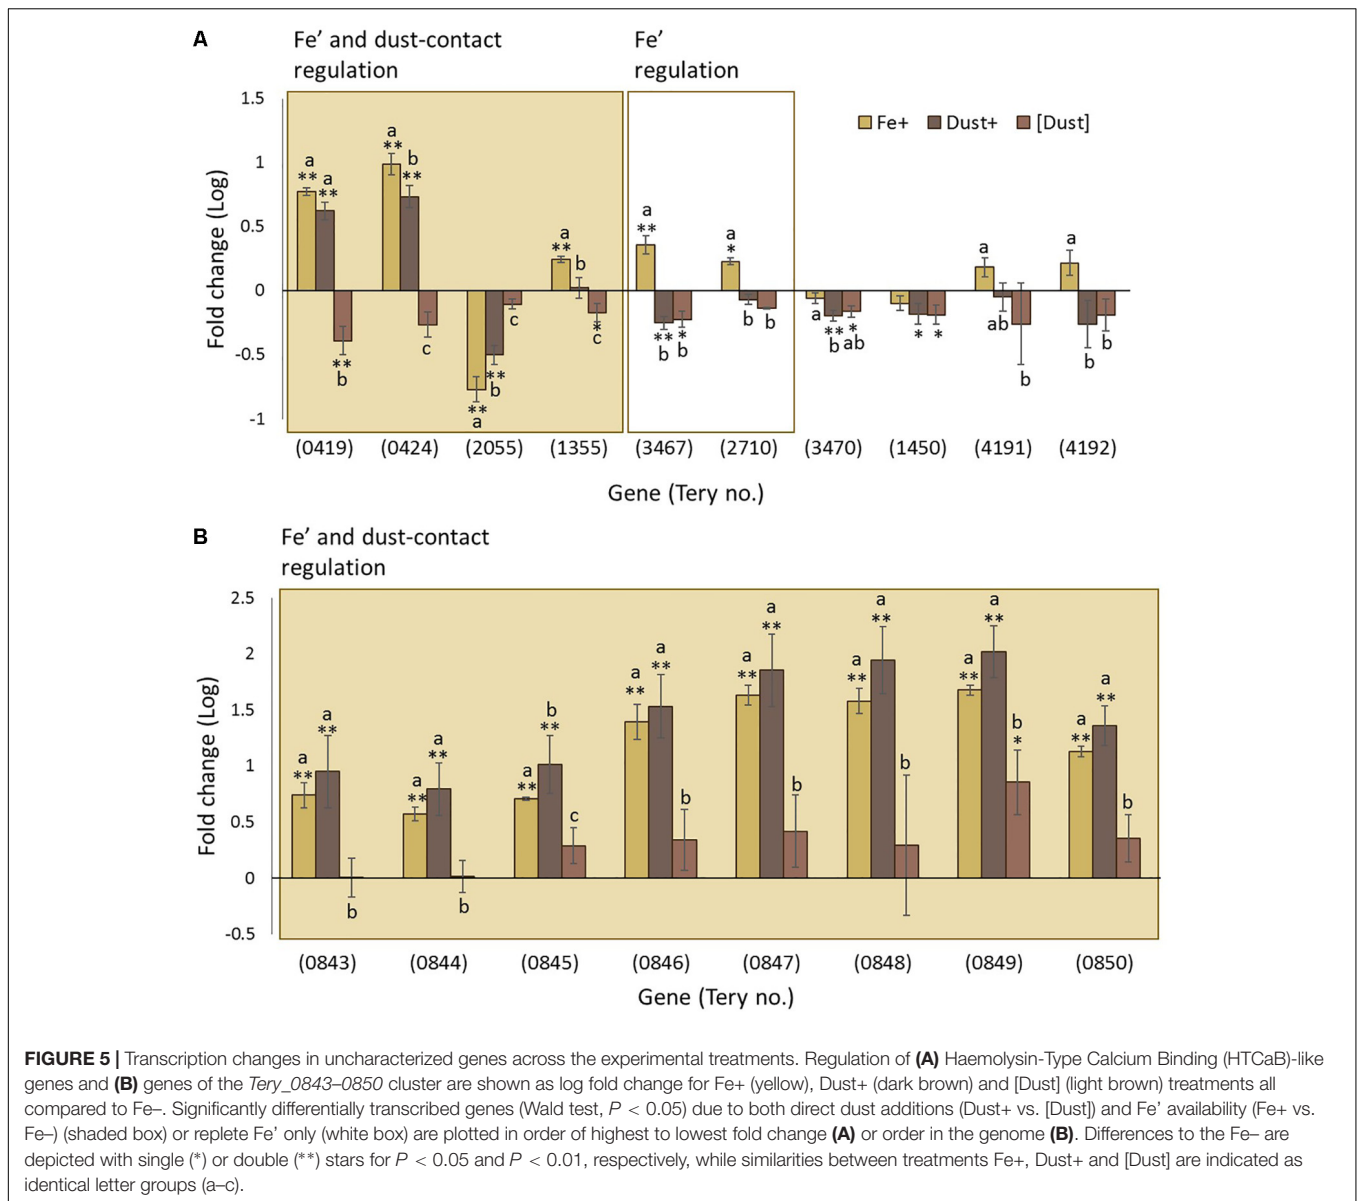 A
Fe’ and dust-contact
regulation
Fe’
regulation
1.5
1
0.5
0
-0.5
-1
Fold change (Log)
Fe+ Dust+ [Dust]
a
**
a
**
**
b
a
**
b
**
c
**
a
**
b
c
a
**
b
*
c
a
**
**
b
*
b
a
*
b
b
a
**
b
*
ab
*
*
a
ab
b
a
b
b
(0419) (0424) (2055) (1355) (3467) (2710) (3470) (1450) (4191) (4192)
Gene (Tery no.)
B
Fe’ and dust-contact
regulation
2.5
2
1.5
1
0.5
0
-0.5
Fold change (Log)
a
**
a
**
b
a
**
a
**
b
a
**
b
**
c
a
**
a
**
b
a
**
a
**
b
a
**
a
**
b
a
**
a
**
b
*
a
**
a
**
b
(0843) (0844) (0845) (0846) (0847) (0848) (0849) (0850)
Gene (Tery no.)
FIGURE 5 | Transcription changes in uncharacterized genes across the experimental treatments. Regulation of (A) Haemolysin-Type Calcium Binding (HTCaB)-like
genes and (B) genes of the Tery_0843–0850 cluster are shown as log fold change for Fe+ (yellow), Dust+ (dark brown) and [Dust] (light brown) treatments all
compared to Fe–. Significantly differentially transcribed genes (Wald test, P < 0.05) due to both direct dust additions (Dust+ vs. [Dust]) and Fe’ availability (Fe+ vs.
Fe–) (shaded box) or replete Fe’ only (white box) are plotted in order of highest to lowest fold change (A) or order in the genome (B). Differences to the Fe– are
depicted with single (*) or double (**) stars for P < 0.05 and P < 0.01, respectively, while similarities between treatments Fe+, Dust+ and [Dust] are indicated as
identical letter groups (a–c).